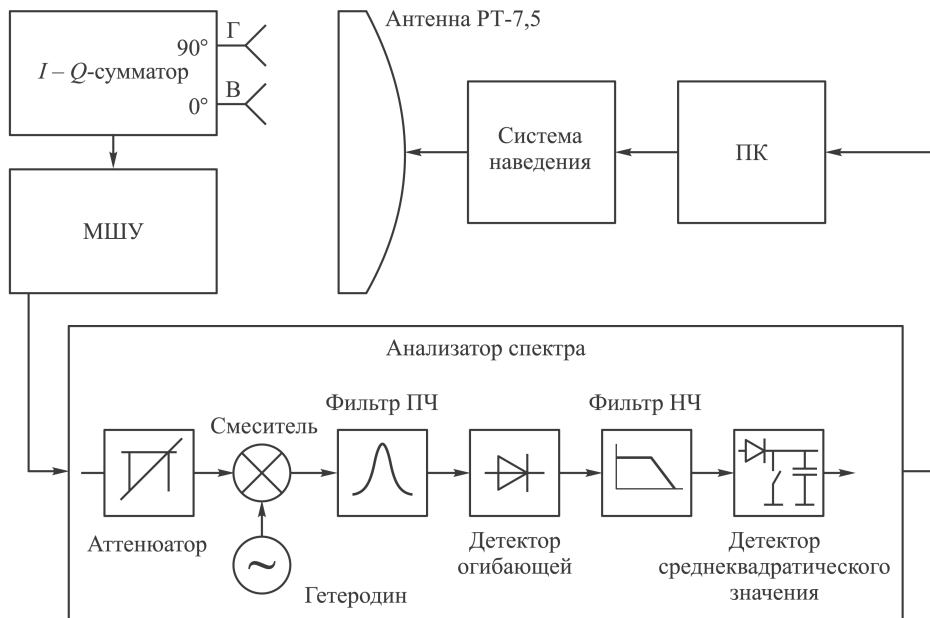 Антенна РТ-7,5
Г
90°
I – Q-сумматор
В
0°
Система
наведения
ПК
МШУ
Анализатор спектра
Фильтр ПЧ
Фильтр НЧ
Смеситель
Аттенюатор
~
Гетеродин
Детектор
огибающей
Детектор
среднеквадратического
значения